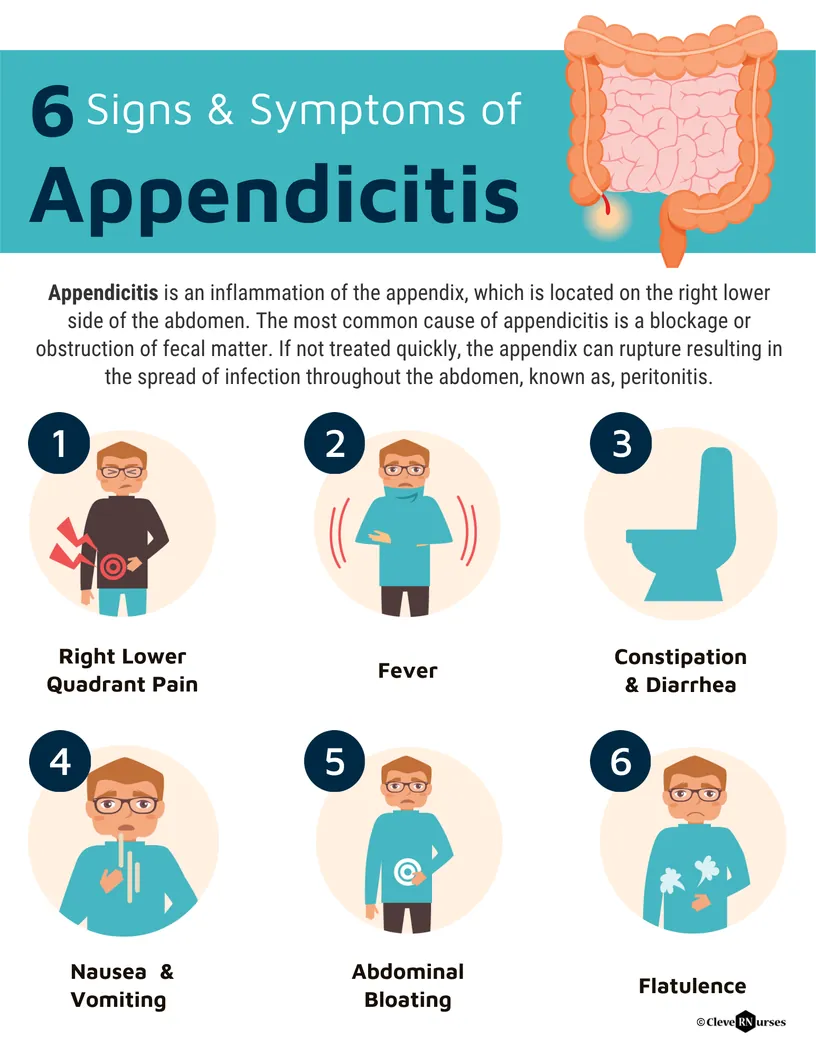 6 Signs & Symptoms of
Appendicitis
Appendicitis is an inflammation of the appendix, which is located on the right lower
side of the abdomen. The most common cause of appendicitis is a blockage or
obstruction of fecal matter. If not treated quickly, the appendix can rupture resulting in
the spread of infection throughout the abdomen, known as, peritonitis.
1
Right Lower
Quadrant Pain
2
Fever
3
Constipation
& Diarrhea
4
Nausea &
Vomiting
5
Abdominal
Bloating
6
Flatulence
©CleveRNurses